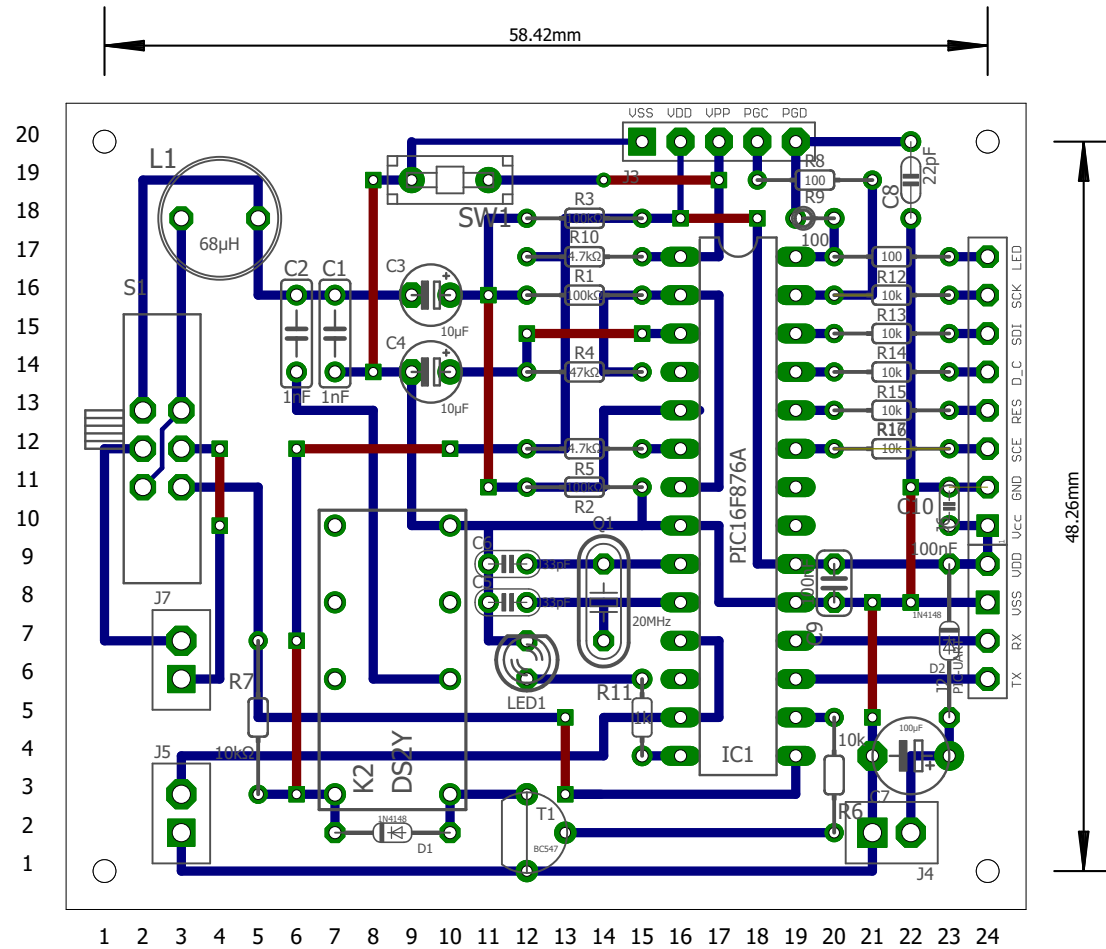 58.42mm
VSS VDD VPP PGC PGD
20
19
18
17
16
15
14
13
12
11
10
9
8
7
6
5
4
3
2
1
L1
68µH
S1
C2
C1
1nF
1nF
C3
10µF
C4
10µF
SW1
J3
R3
100kΩ
R10
4.7kΩ
R1
100kΩ
R4
47kΩ
4.7kΩ
R5
100kΩ
R2
R8
100
R9
100
C8
22pF
100
R12
10k
R13
10k
R14
10k
R15
10k
10k
LED
SCK
SDI
D_C
RES
SCE
GND
Vcc
VDD
VSS
RX
TX
PIC16F876A
IC1
C10
100nF
C9
Q1
20MHz
C6
33pF
C5
33pF
LED1
R11
1k
1N4148
D2
J2
PIC-UART
J7
R7
10kΩ
J5
K2
DS2Y
1N4148
D1
T1
BC547
10k
R6
100µF
C7
J4
48.26mm
1 2 3 4 5 6 7 8 9 10 11 12 13 14 15 16 17 18 19 20 21 22 23 24